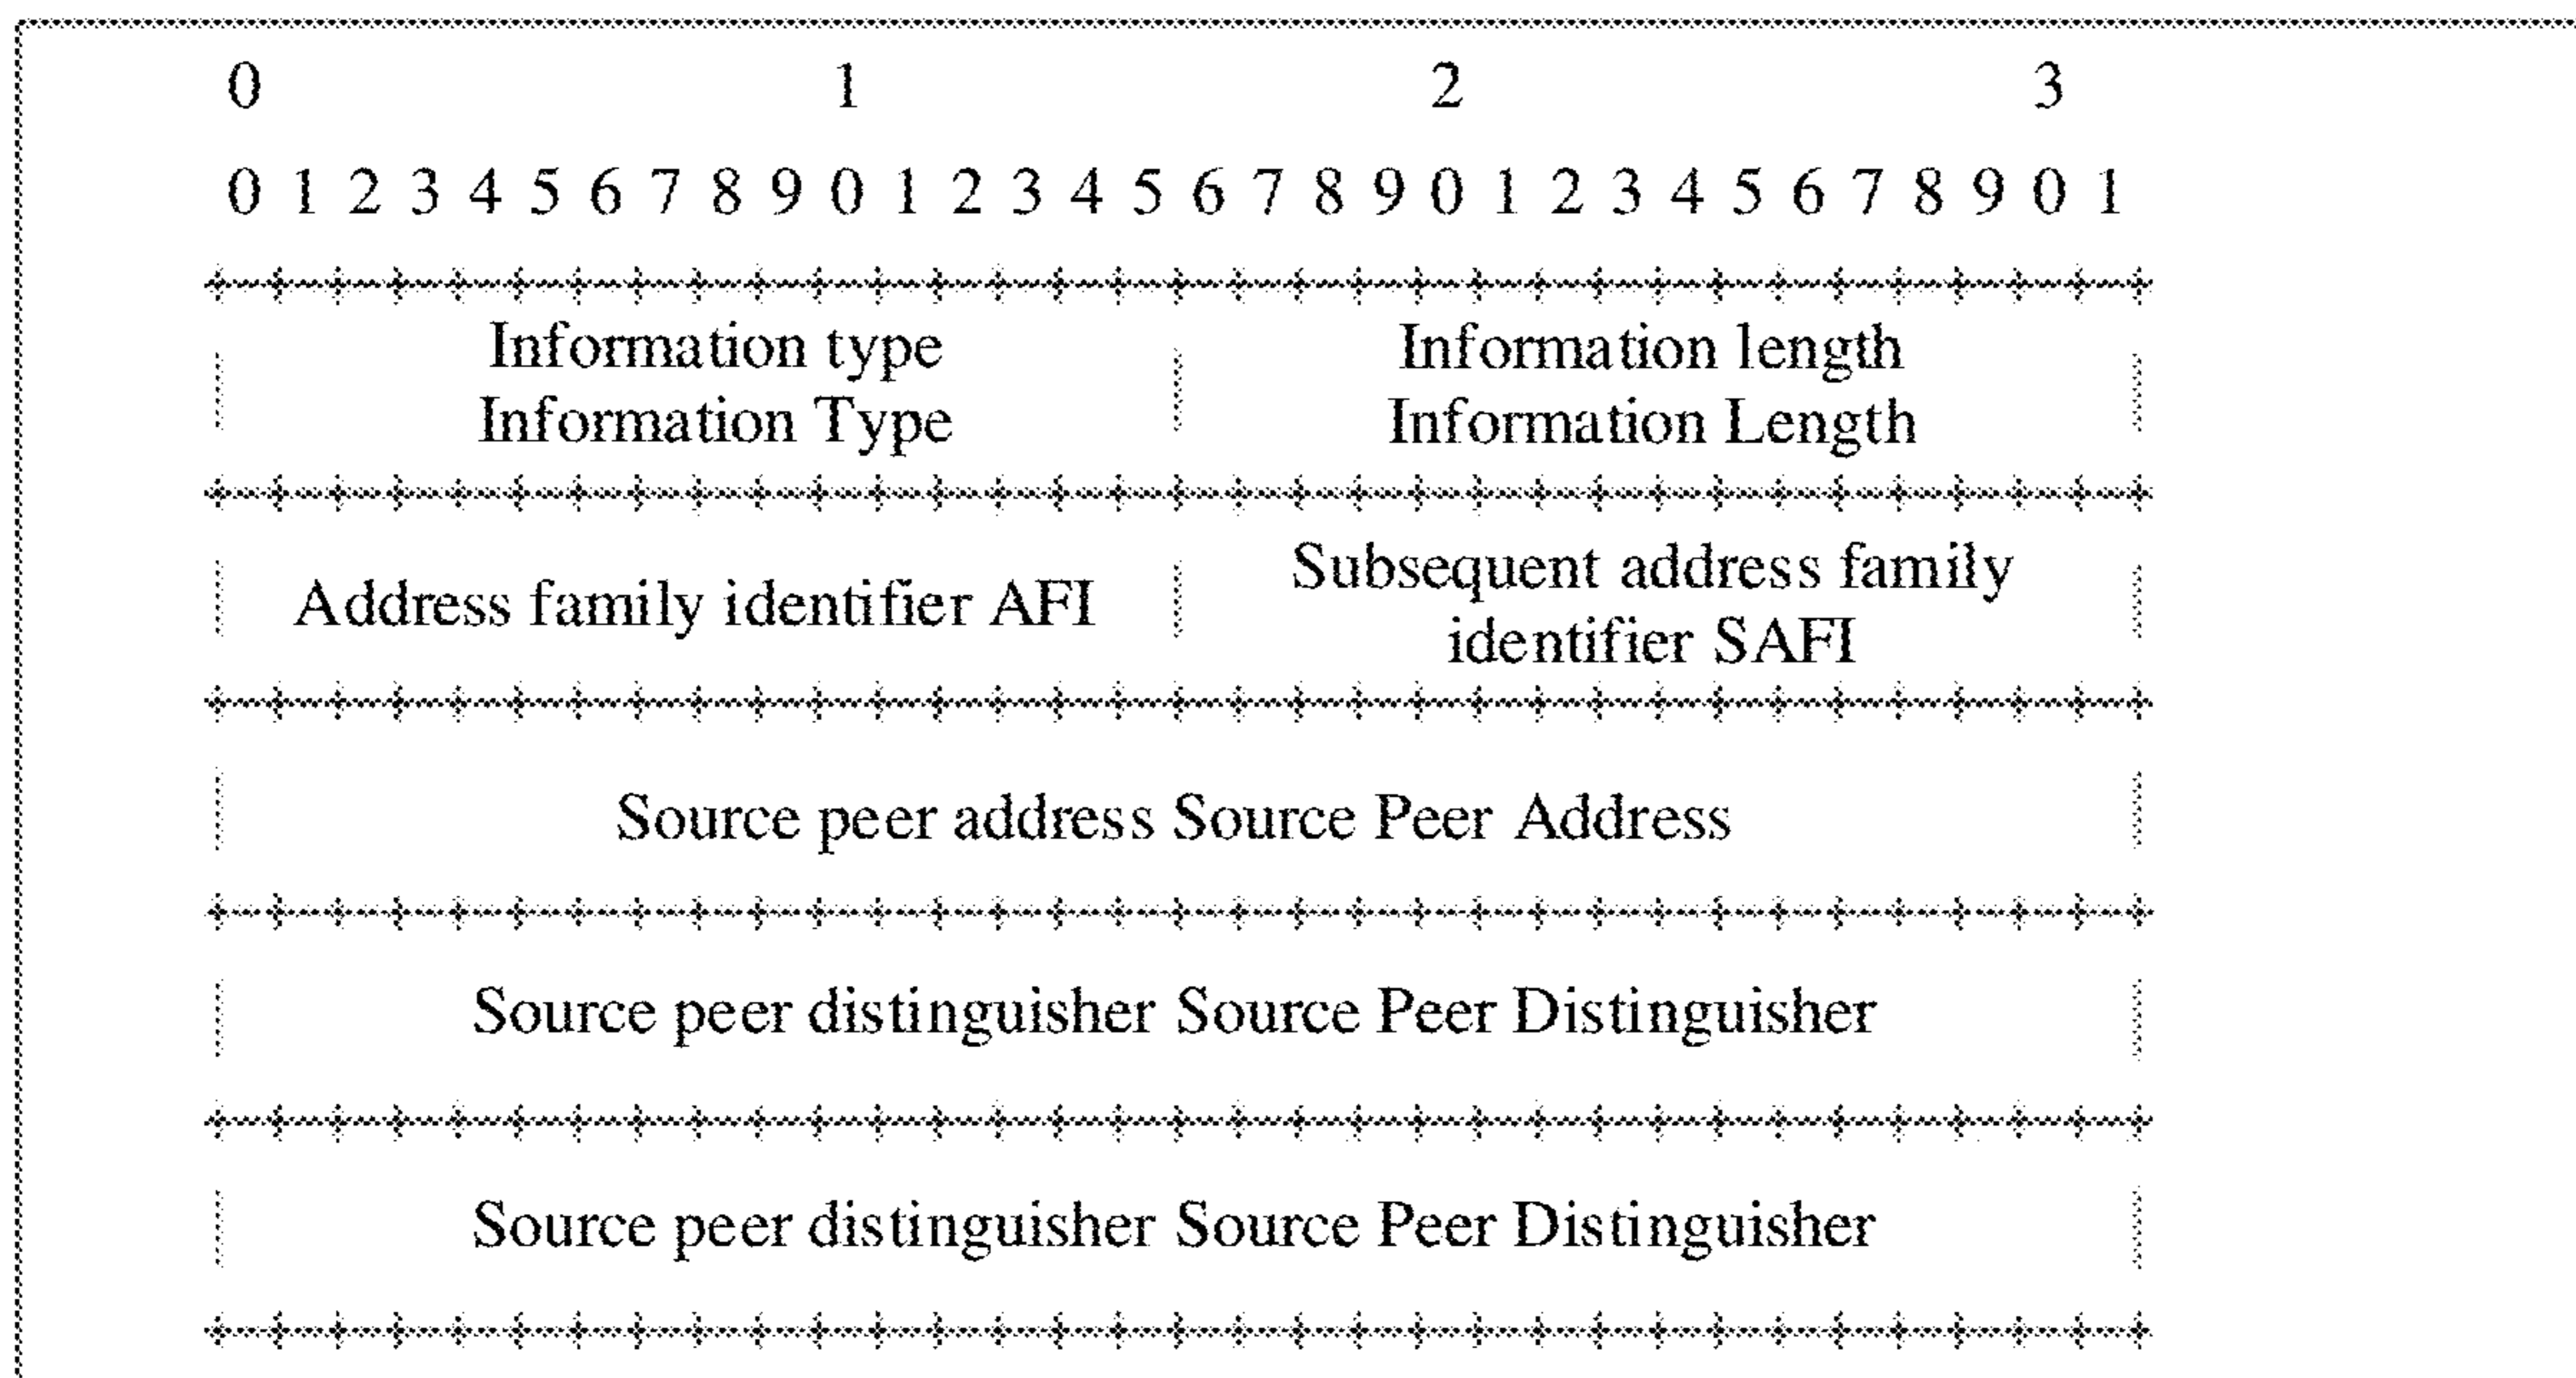 0 1 2 3
0 1 2 3 4 5 6 7 8 9 0 1 2 3 4 5 6 7 8 9 0 1 2 3 4 5 6 7 8 9 0 1
Information type
Information Type
Information length
Information Length
Address family identifier AFI
Subsequent address family
identifier SAFI
Source peer address Source Peer Address
Source peer distinguisher Source Peer Distinguisher
Source peer distinguisher Source Peer Distinguisher